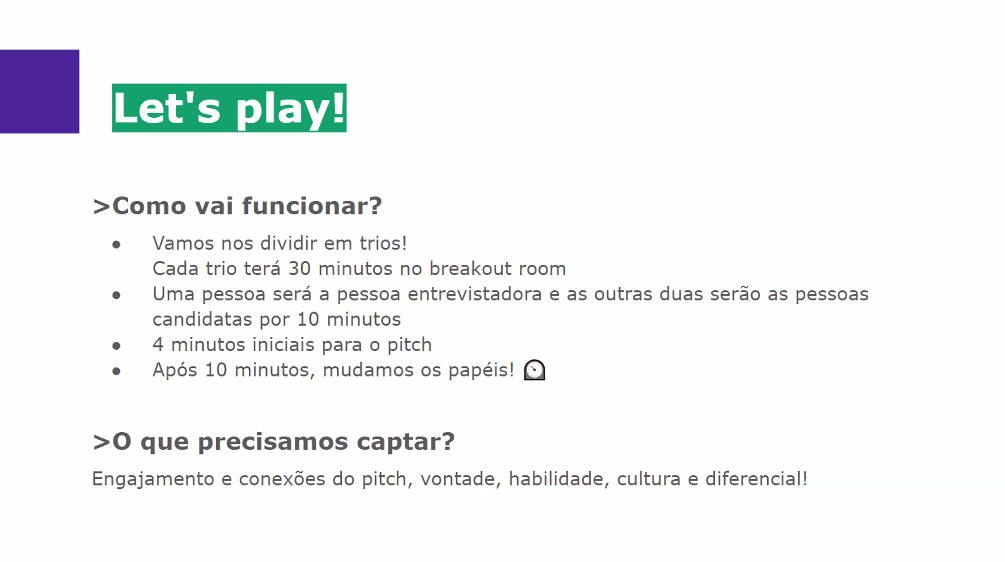 Let's play!
>Como vai funcionar?
● Vamos nos dividir em trios!
Cada trio terá 30 minutos no breakout room
● Uma pessoa será a pessoa entrevistadora e as outras duas serão as pessoas
candidatas por 10 minutos
● 4 minutos iniciais para o pitch
● Após 10 minutos, mudamos os papéis! 🕰
>O que precisamos captar?
Engajamento e conexões do pitch, vontade, habilidade, cultura e diferencial!